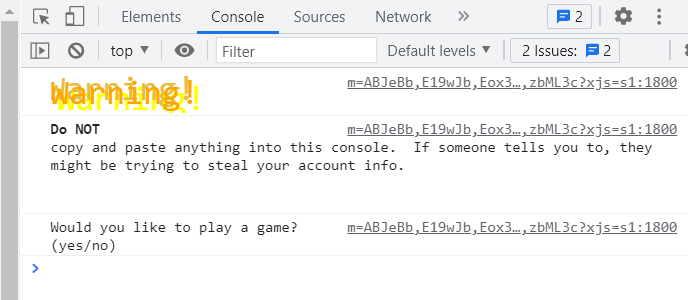 Elements Console Sources Network 2
top Filter Default levels 2 Issues: 2
Warning! m=ABJeBb,E19wJb,Eox3…,zbML3c?xjs=s1:1800
Do NOT m=ABJeBb,E19wJb,Eox3…,zbML3c?xjs=s1:1800
copy and paste anything into this console.  If someone tells you to, they
might be trying to steal your account info.
Would you like to play a game? m=ABJeBb,E19wJb,Eox3…,zbML3c?xjs=s1:1800
(yes/no)